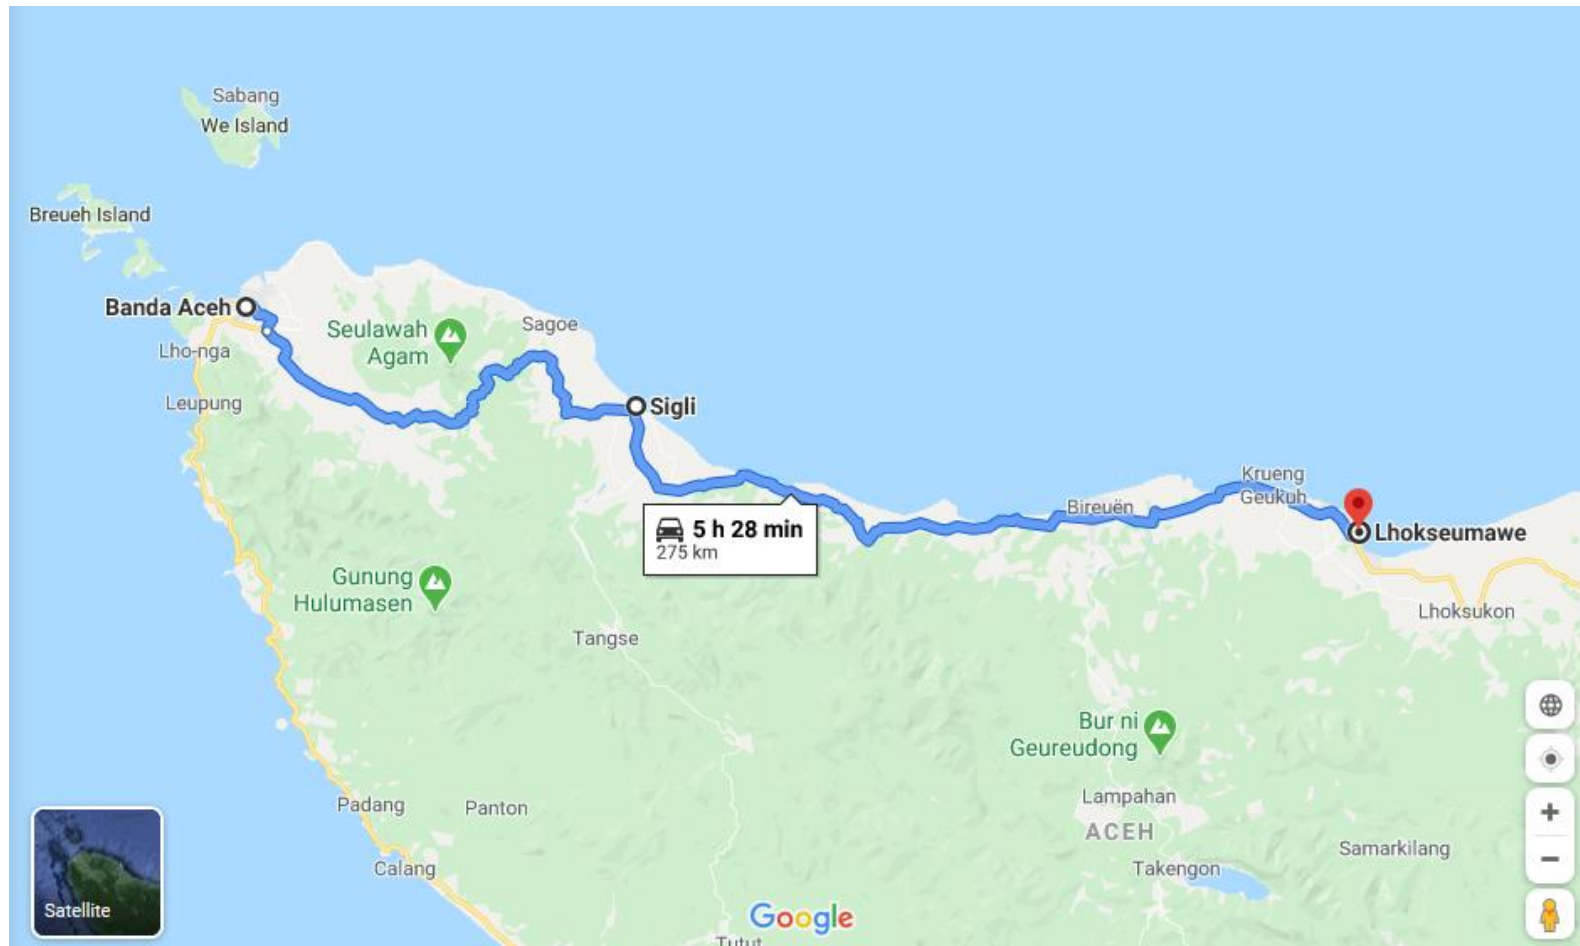 Sabang
We Island
Breueh Island
Banda Aceh
Seulawah
Agam
Sagoe
Lho-nga
Leupung
Sigli
Krueng
Geukuh
Bireuën
Lhokseumawe
5 h 28 min
275 km
Gunung
Hulumasen
Lhoksukon
Tangse
Bur ni
Geureudong
Padang
Panton
Lampahan
ACEH
Samarkilang
Calang
Takengon
Satellite
Google
Tutut